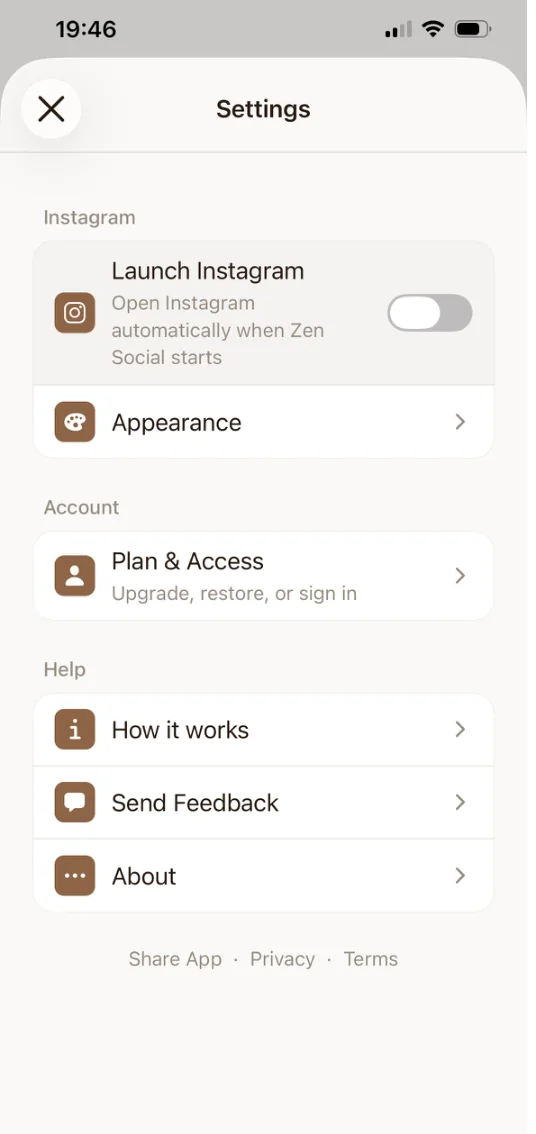 19:46
Settings
Instagram
Launch Instagram
Open Instagram
automatically when Zen
Social starts
Appearance
Account
Plan & Access
Upgrade, restore, or sign in
Help
How it works
Send Feedback
About
Share App · Privacy · Terms